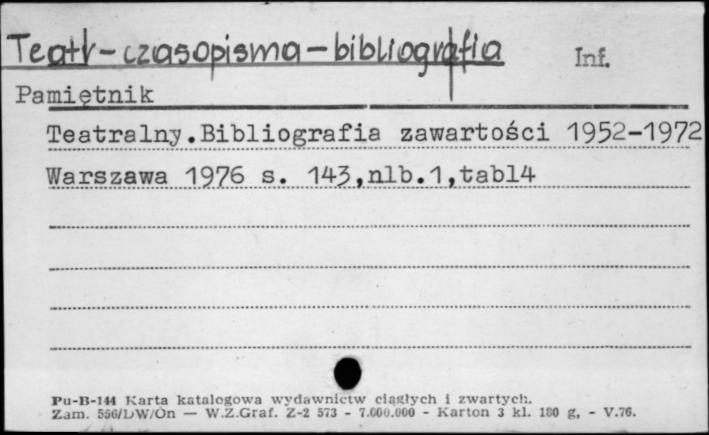 Teatr-czasopisma-bibliografia Inf.
Pamiętnik
Teatralny.Bibliografia zawartości 1952-1972
Warszawa 1976 s. 143,nlb.1,tabl4
Pu-B-144 Karta katalogowa wydawnictw ciągłych i zwartych.
Zam. 556/DW/On — W.Z.Graf. Z-2 573 - 7.000.000 - Karton 3 kl. 180 g, - V.76.